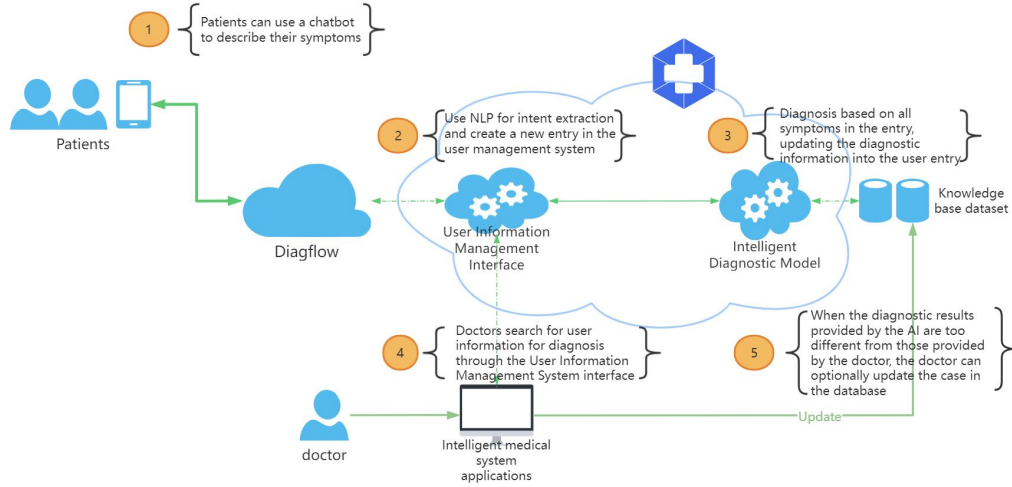 1
Patients can use a chatbot
to describe their symptoms
Patients
2
Use NLP for intent extraction
and create a new entry in the
user management system
3
Diagnosis based on all
symptoms in the entry,
updating the diagnostic
information into the user entry
Diagflow
User Information
Management
Interface
Intelligent
Diagnostic Model
Knowledge
base dataset
4
Doctors search for user
information for diagnosis
through the User Information
Management System interface
5
When the diagnostic results
provided by the AI are too
different from those provided
by the doctor, the doctor can
optionally update the case in
the database
doctor
Intelligent medical
system
applications
Update